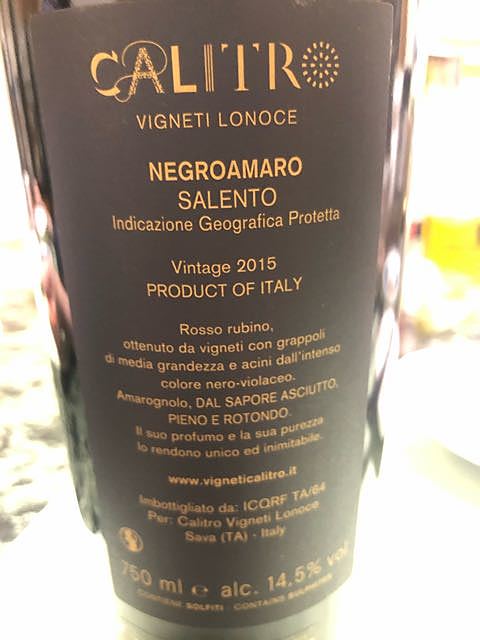 CALITRO
VIGNETI LONOCE
NEGROAMARO
SALENTO
Indicazione Geografica Protetta
Vintage 2015
PRODUCT OF ITALY
Rosso rubino,
ottenuto da vigneti con grappoli
di media grandezza e acini dall'intenso
colore nero-violaceo.
Amarognolo, DAL SAPORE ASCIUTTO,
PIENO E ROTONDO.
Il suo profumo e la sua purezza
lo rendono unico ed inimitabile.
www.vigneticalitro.it
Imbottigliato da: ICQRF TA/64
Per: Calitro Vigneti Lonoce
Sava (TA) - Italy
750 ml e alc. 14,5% vol
CONTIENE SOLFITI - CONTAINS SULPHITES